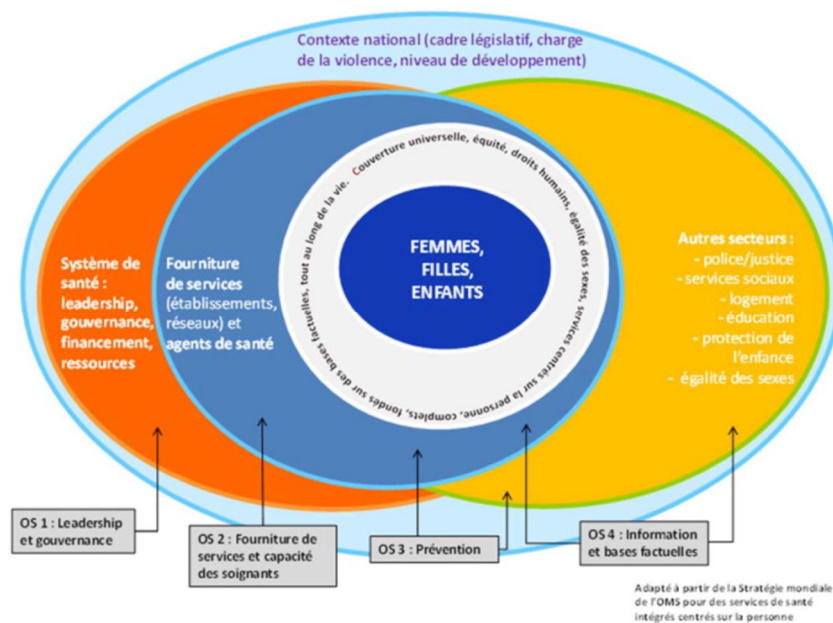 Contexte national (cadre législatif, charge
de la violence, niveau de développement)
Couverture universelle, équité, droits humains, égalité des sexes, services centrés sur la personne, complets, fondés sur des bases factuelles, tout au long de la vie.
FEMMES,
FILLES,
ENFANTS
Système de
santé :
leadership,
gouvernance,
financement,
ressources
Fourniture
de services
(établissements,
réseaux) et
agents de santé
Autres secteurs :
- police/justice
- services sociaux
- logement
- éducation
- protection de
l'enfance
- égalité des sexes
OS 1 : Leadership
et gouvernance
OS 2 : Fourniture de
services et capacité
des soignants
OS 3 : Prévention
OS 4 : Information
et bases factuelles
Adapté à partir de la Stratégie mondiale
de l'OMS pour des services de santé
intégrés centrés sur la personne